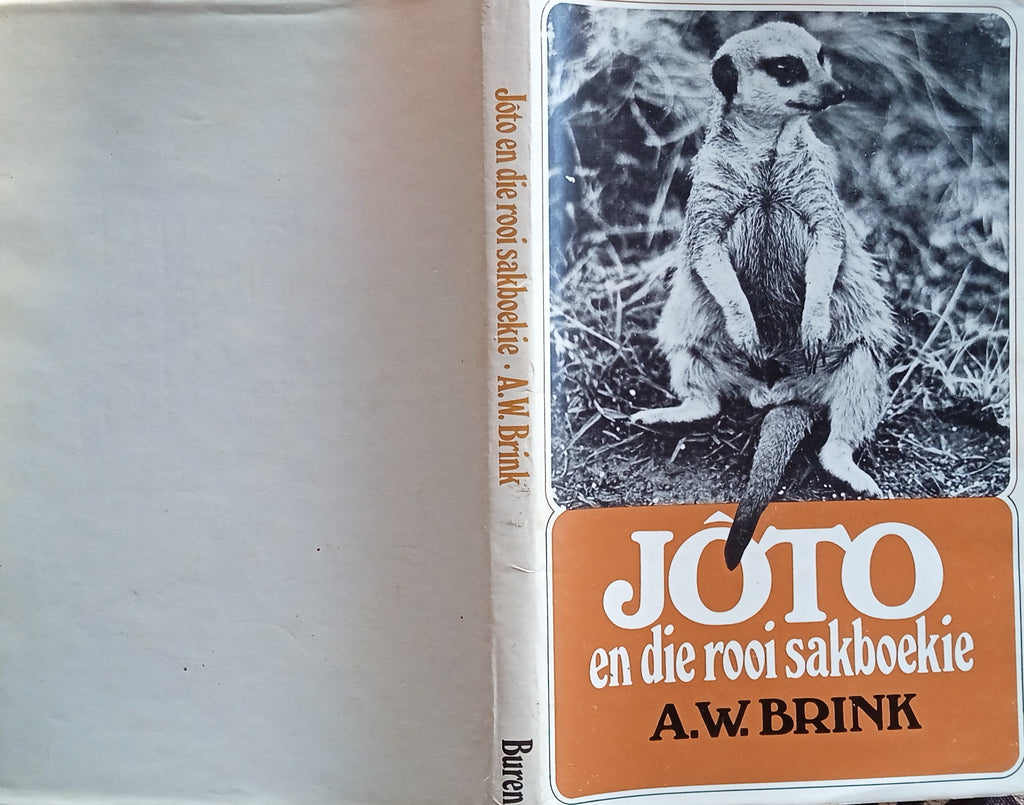 Jôto en die rooi sakboekie · A.W. Brink
Buren
JÔTO
en die rooi sakboekie
A.W. BRINK